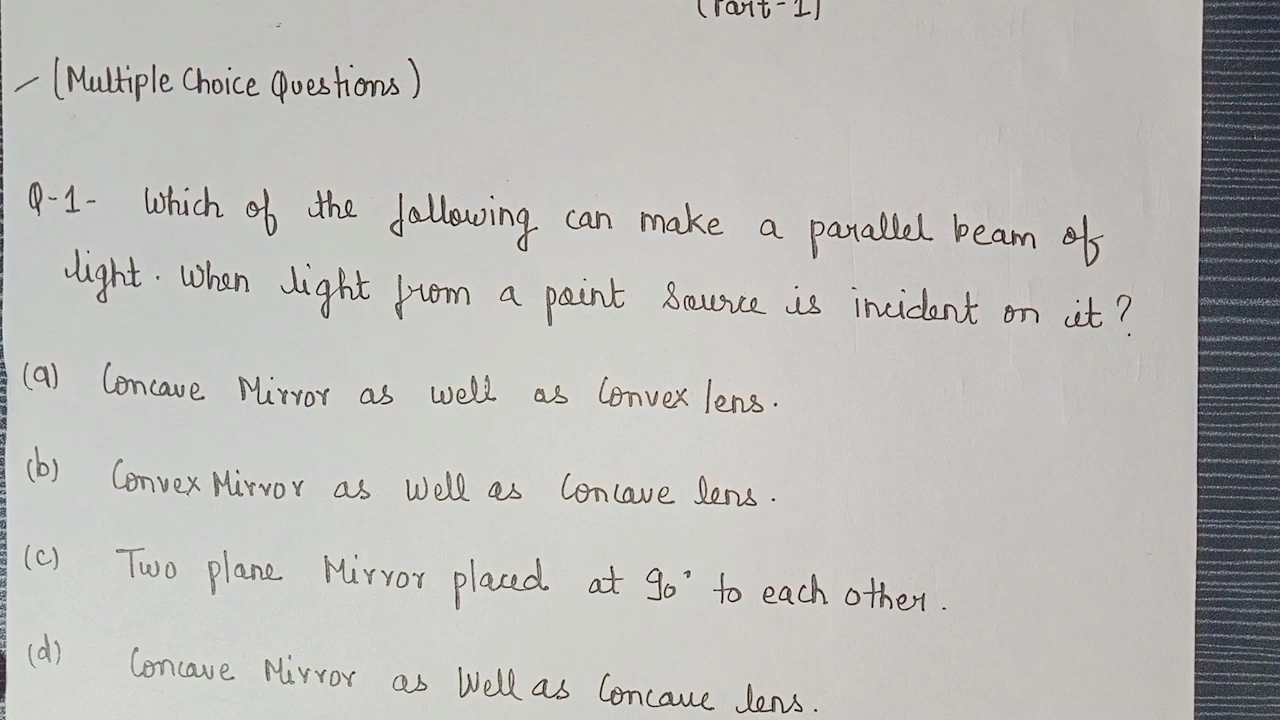 (Part-1)
(Multiple Choice Questions)
Q-1- Which of the following can make a parallel beam of
light. When light from a point source is incident on it?
(a) Concave Mirror as well as Convex lens.
(b) Convex Mirror as well as Concave lens.
(c) Two plane Mirror placed at 90° to each other.
(d) Concave Mirror as well as Concave lens.